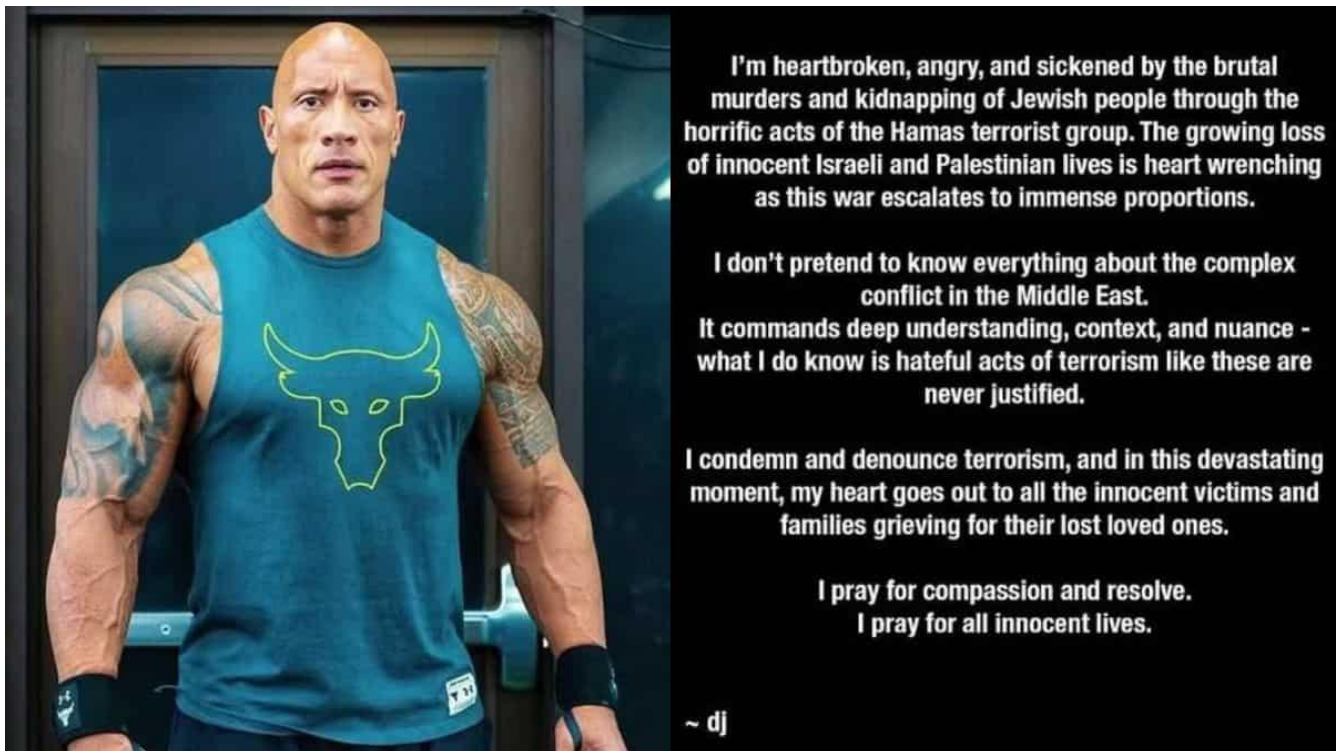 I’m heartbroken, angry, and sickened by the brutal
murders and kidnapping of Jewish people through the
horrific acts of the Hamas terrorist group. The growing loss
of innocent Israeli and Palestinian lives is heart wrenching
as this war escalates to immense proportions.
I don’t pretend to know everything about the complex
conflict in the Middle East.
It commands deep understanding, context, and nuance -
what I do know is hateful acts of terrorism like these are
never justified.
I condemn and denounce terrorism, and in this devastating
moment, my heart goes out to all the innocent victims and
families grieving for their lost loved ones.
I pray for compassion and resolve.
I pray for all innocent lives.
~ dj